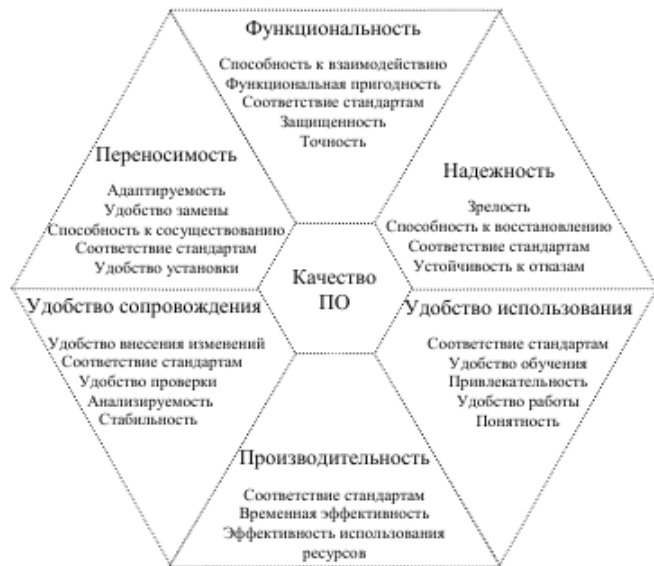 Функциональность
Способность к взаимодействию
Функциональная пригодность
Соответствие стандартам
Защищенность
Точность
Переносимость
Адаптируемость
Удобство замены
Способность к сосуществованию
Соответствие стандартам
Удобство установки
Надежность
Зрелость
Способность к восстановлению
Соответствие стандартам
Устойчивость к отказам
Качество
ПО
Удобство сопровождения
Удобство внесения изменений
Соответствие стандартам
Удобство проверки
Анализируемость
Стабильность
Удобство использования
Соответствие стандартам
Удобство обучения
Привлекательность
Удобство работы
Понятность
Производительность
Соответствие стандартам
Временная эффективность
Эффективность использования
ресурсов